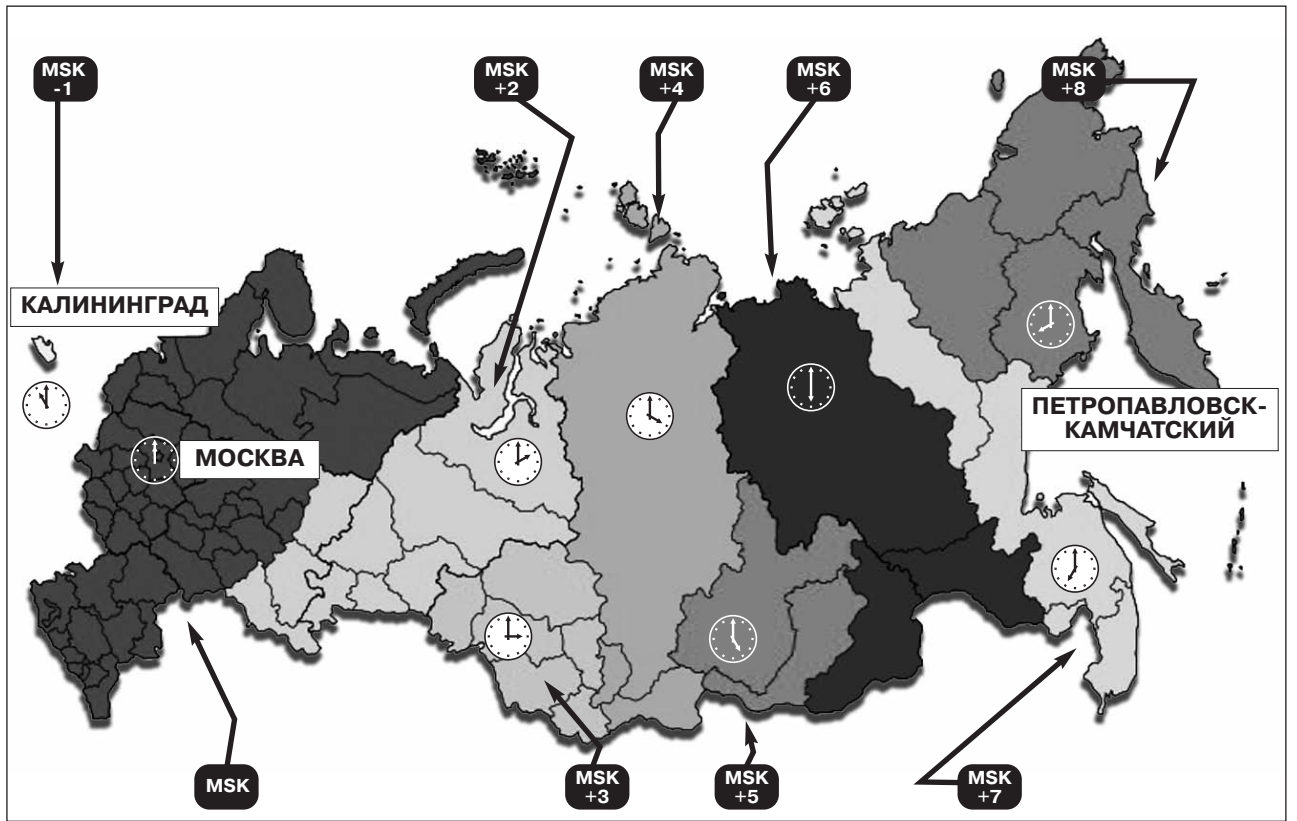 MSK
-1
MSK
+2
MSK
+4
MSK
+6
MSK
+8
КАЛИНИНГРАД
МОСКВА
ПЕТРОПАВЛОВСК-
КАМЧАТСКИЙ
MSK
MSK
+3
MSK
+5
MSK
+7